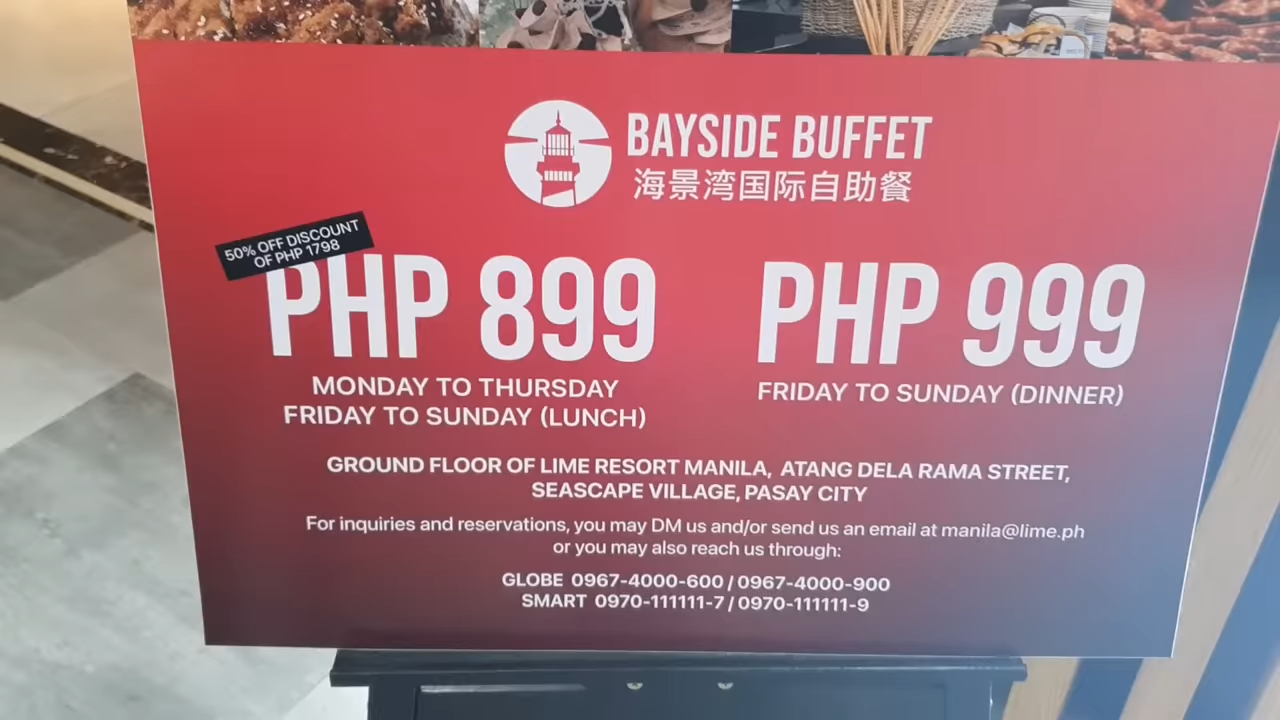 BAYSIDE BUFFET
海景湾国际自助餐
50% OFF DISCOUNT
OF PHP 1798
PHP 899
MONDAY TO THURSDAY
FRIDAY TO SUNDAY (LUNCH)
PHP 999
FRIDAY TO SUNDAY (DINNER)
GROUND FLOOR OF LIME RESORT MANILA, ATANG DELA RAMA STREET,
SEASCAPE VILLAGE, PASAY CITY
For inquiries and reservations, you may DM us and/or send us an email at manila@lime.ph
or you may also reach us through:
GLOBE 0967-4000-600 / 0967-4000-900
SMART 0970-111111-7 / 0970-111111-9